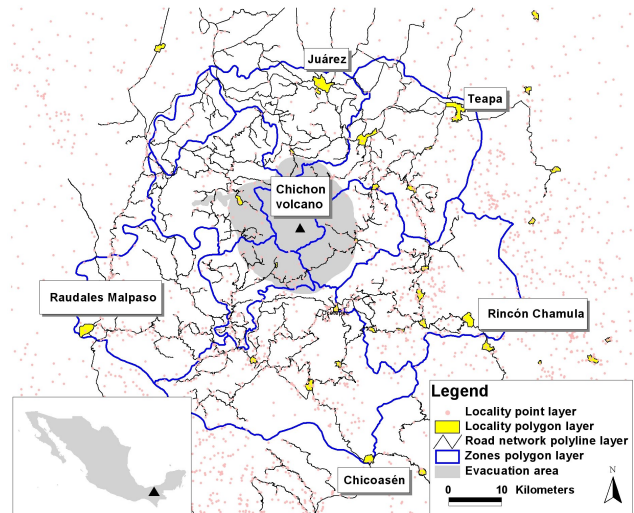 Juárez
Teapa
Chichon
volcano
Raudales Malpaso
Rincón Chamula
Chicoasén
Legend
Locality point layer
Locality polygon layer
Road network polyline layer
Zones polygon layer
Evacuation area
0 10 Kilometers
N